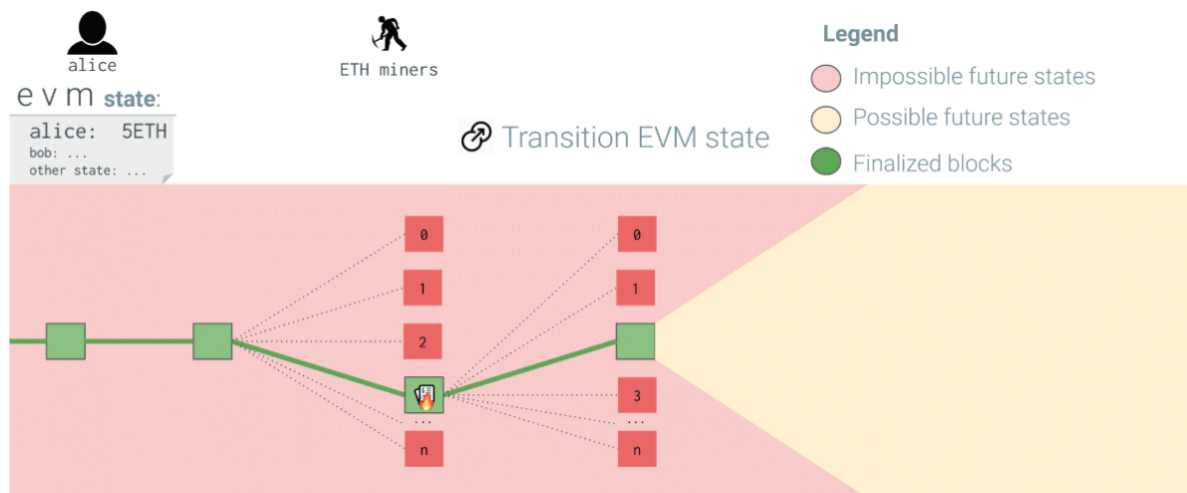 alice
ETH miners
evm state:
alice: 5ETH
bob: ...
other state: ...
Transition EVM state
Legend
Impossible future states
Possible future states
Finalized blocks
0
1
2
...
n
0
1
3
...
n